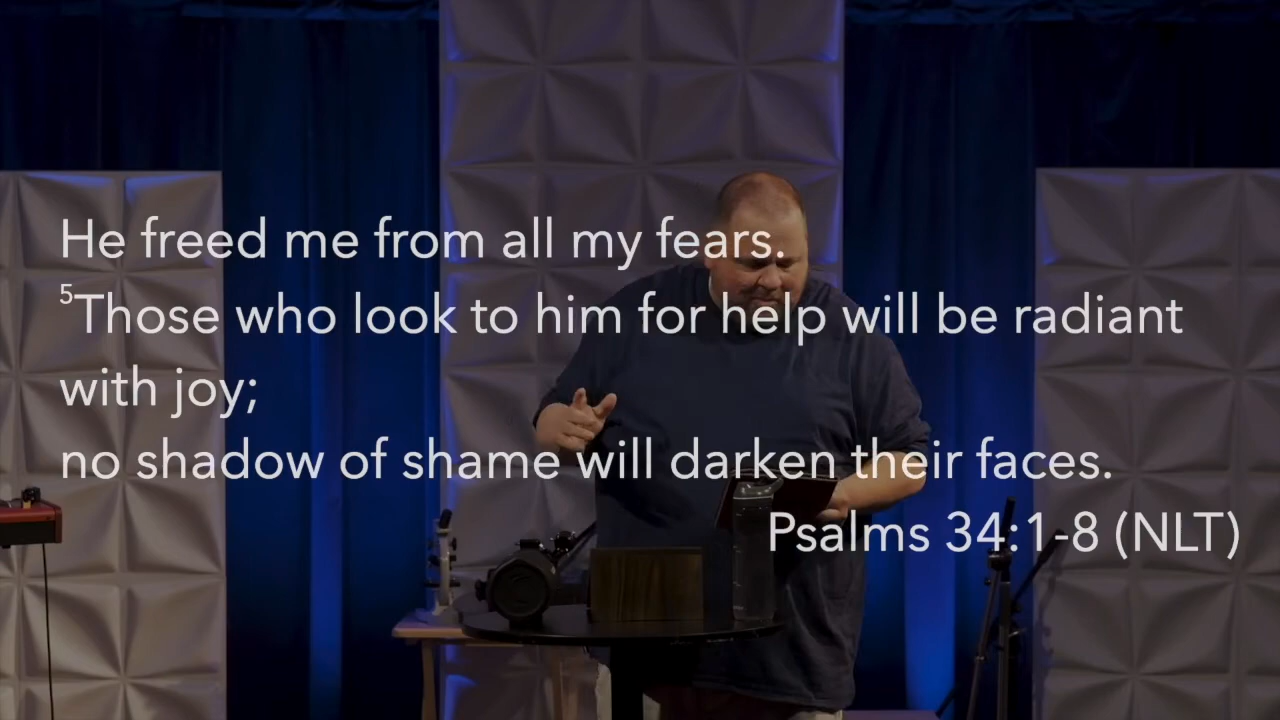 He freed me from all my fears.
⁵Those who look to him for help will be radiant
with joy;
no shadow of shame will darken their faces.
Psalms 34:1-8 (NLT)